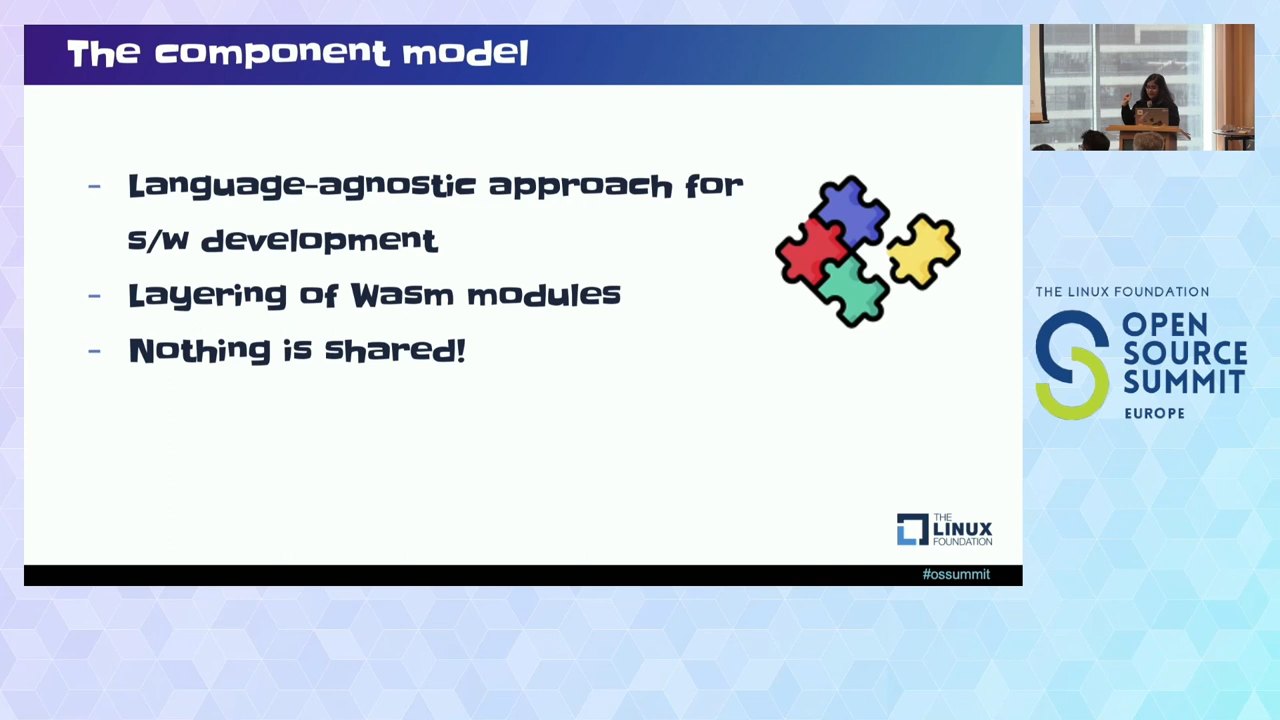 The component model
- Language-agnostic approach for
s/w development
- Layering of Wasm modules
- Nothing is shared!
THE
LINUX
FOUNDATION
#ossummit
THE LINUX FOUNDATION
OPEN
SOURCE
SUMMIT
EUROPE